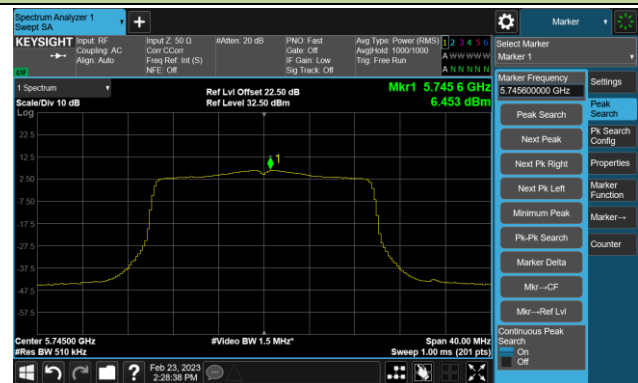 Spectrum Analyzer 1
Swept SA
+
Marker
KEYSIGHT
Input: RF
Coupling: AC
Align: Auto
Input Z: 50 Ω
Corr CCorr
Freq Ref: Int (S)
NFE: Off
#Atten: 20 dB
PNO: Fast
Gate: Off
IF Gain: Low
Sig Track: Off
Avg Type: Power (RMS)
Avg|Hold: 1000/1000
Trig: Free Run
1 2 3 4 5 6
A W W W W W
A N N N N N
Select Marker
Marker 1
LXI
1 Spectrum
Scale/Div 10 dB
Log
Ref Lvl Offset 22.50 dB
Ref Level 32.50 dBm
Mkr1 5.745 6 GHz
6.453 dBm
22.5
12.5
2.50
-7.50
-17.5
-27.5
-37.5
-47.5
-57.5
1
Center 5.74500 GHz
#Res BW 510 kHz
#Video BW 1.5 MHz*
Span 40.00 MHz
Sweep 1.00 ms (201 pts)
Marker Frequency
5.745600000 GHz
Peak Search
Next Peak
Next Pk Right
Next Pk Left
Minimum Peak
Pk-Pk Search
Marker Delta
Mkr→CF
Mkr→Ref Lvl
Continuous Peak
Search
On
Off
Settings
Peak
Search
Pk Search
Config
Properties
Marker
Function
Marker→
Counter
?
Feb 23, 2023
2:28:38 PM